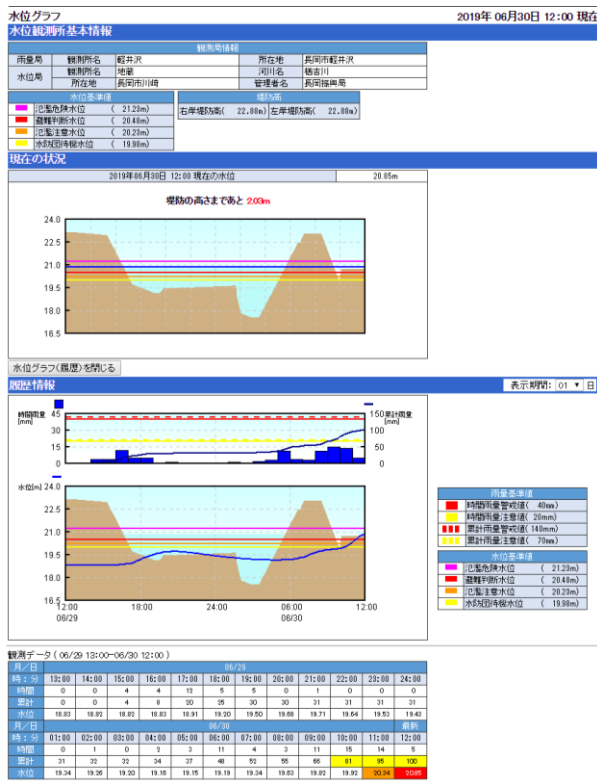 水位グラフ 2019年 06月30日 12:00 現在
水位観測所基本情報
観測局情報
雨量局 観測所名 軽井沢 所在地 長岡市軽井沢
水位局 観測所名 地蔵 河川名 稚吉川
所在地 長岡市川崎 管理者名 長岡振興局
水位基準値
氾濫危険水位 ( 21.23m)
避難判断水位 ( 20.48m)
氾濫注意水位 ( 20.23m)
水防団待機水位 ( 19.98m)
堤防高
右岸堤防高( 22.88m) 左岸堤防高( 22.88m)
現在の状況
2019年06月30日 12:00 現在の水位 20.85m
堤防の高さまであと 2.03m
24.0
22.5
21.0
19.5
18.0
16.5
水位グラフ(履歴)を閉じる
履歴情報 表示期間: 01 ▼ 日
時間雨量 [mm] 45 30 15 0
150 100 50 0 累計雨量 [mm]
水位[m] 24.0
22.5
21.0
19.5
18.0
16.5
12:00 18:00 24:00 06:00 12:00
06/29 06/30
雨量基準値
時間雨量警戒値( 40mm)
時間雨量注意値( 20mm)
累計雨量警戒値( 140mm)
累計雨量注意値( 70mm)
水位基準値
氾濫危険水位 ( 21.23m)
避難判断水位 ( 20.48m)
氾濫注意水位 ( 20.23m)
水防団待機水位 ( 19.98m)
観測データ ( 06/29 13:00-06/30 12:00 )
月/日 06/29
時:分 13:00 14:00 15:00 16:00 17:00 18:00 19:00 20:00 21:00 22:00 23:00 24:00
時間 0 0 4 4 12 5 5 0 1 0 0 0
累計 0 0 4 8 20 25 30 30 31 31 31 31
水位 18.83 18.82 18.82 18.83 18.91 19.20 19.50 19.68 19.71 19.64 19.53 19.43
月/日 06/30 最新
時:分 01:00 02:00 03:00 04:00 05:00 06:00 07:00 08:00 09:00 10:00 11:00 12:00
時間 0 1 0 2 3 11 4 3 11 15 14 5
累計 31 32 32 34 37 48 52 55 66 81 95 100
水位 19.34 19.26 19.20 19.16 19.15 19.19 19.34 19.63 19.82 19.92 20.34 20.85